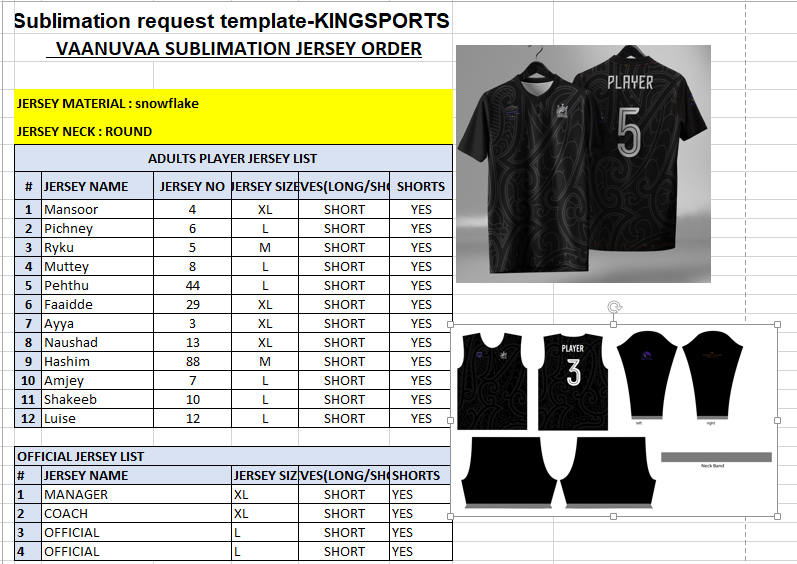 Sublimation request template-KINGSPORTS
VAANUVAA SUBLIMATION JERSEY ORDER
JERSEY MATERIAL : snowflake
JERSEY NECK : ROUND
ADULTS PLAYER JERSEY LIST
# JERSEY NAME JERSEY NO JERSEY SIZE VES(LONG/SHO SHORTS
1 Mansoor 4 XL SHORT YES
2 Pichney 6 L SHORT YES
3 Ryku 5 M SHORT YES
4 Muttey 8 L SHORT YES
5 Pehthu 44 L SHORT YES
6 Faaidde 29 XL SHORT YES
7 Ayya 3 XL SHORT YES
8 Naushad 13 XL SHORT YES
9 Hashim 88 M SHORT YES
10 Amjey 7 L SHORT YES
11 Shakeeb 10 L SHORT YES
12 Luise 12 L SHORT YES
OFFICIAL JERSEY LIST
# JERSEY NAME JERSEY SIZ VES(LONG/SHO SHORTS
1 MANAGER XL SHORT YES
2 COACH XL SHORT YES
3 OFFICIAL L SHORT YES
4 OFFICIAL L SHORT YES
PLAYER
5
PLAYER
3
left
right
Neck Band